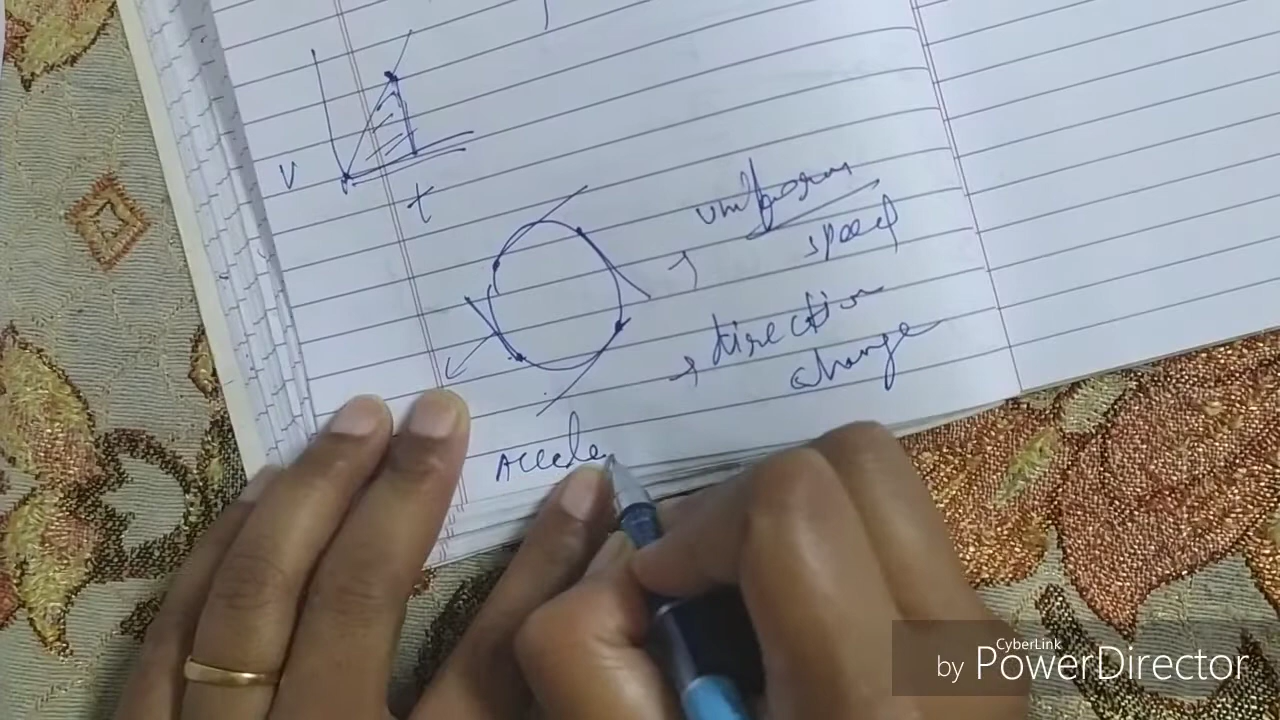 v
t
uniform
speed
direction
change
Accele
CyberLink
by PowerDirector